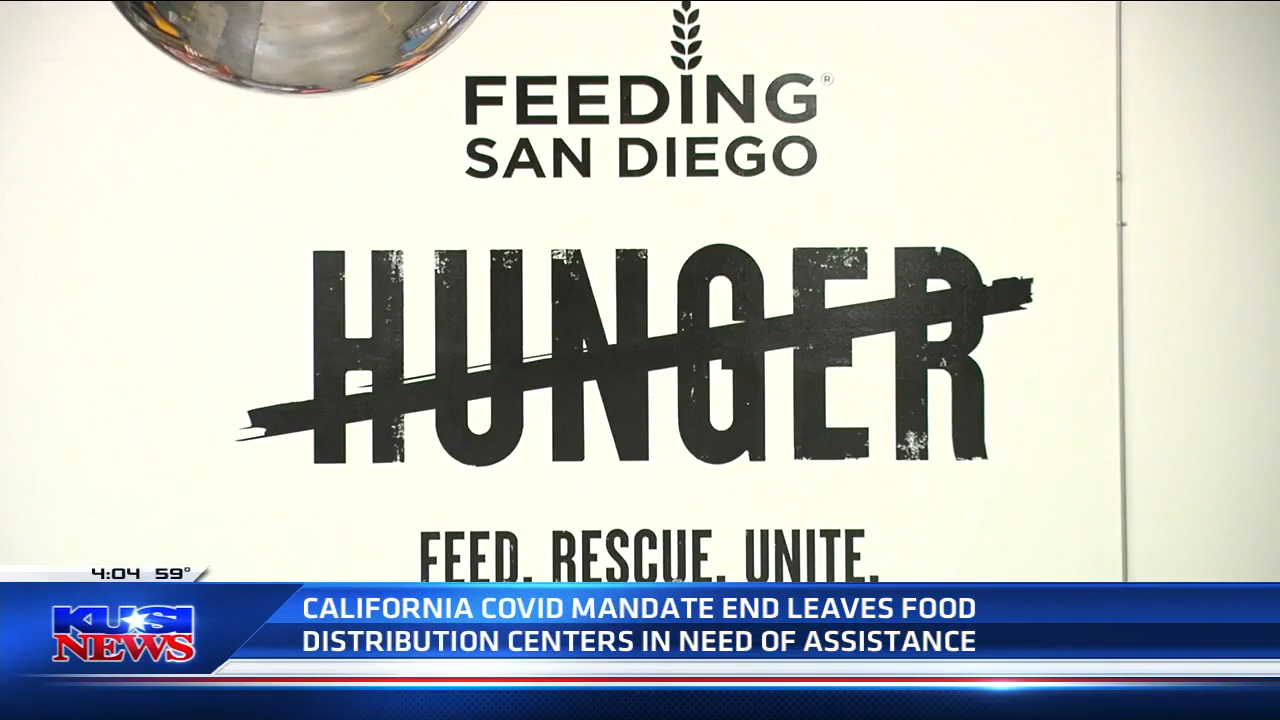 FEEDING®
SAN DIEGO
HUNGER
FEED. RESCUE. UNITE.
4:04 59°
KUSI
NEWS
CALIFORNIA COVID MANDATE END LEAVES FOOD
DISTRIBUTION CENTERS IN NEED OF ASSISTANCE